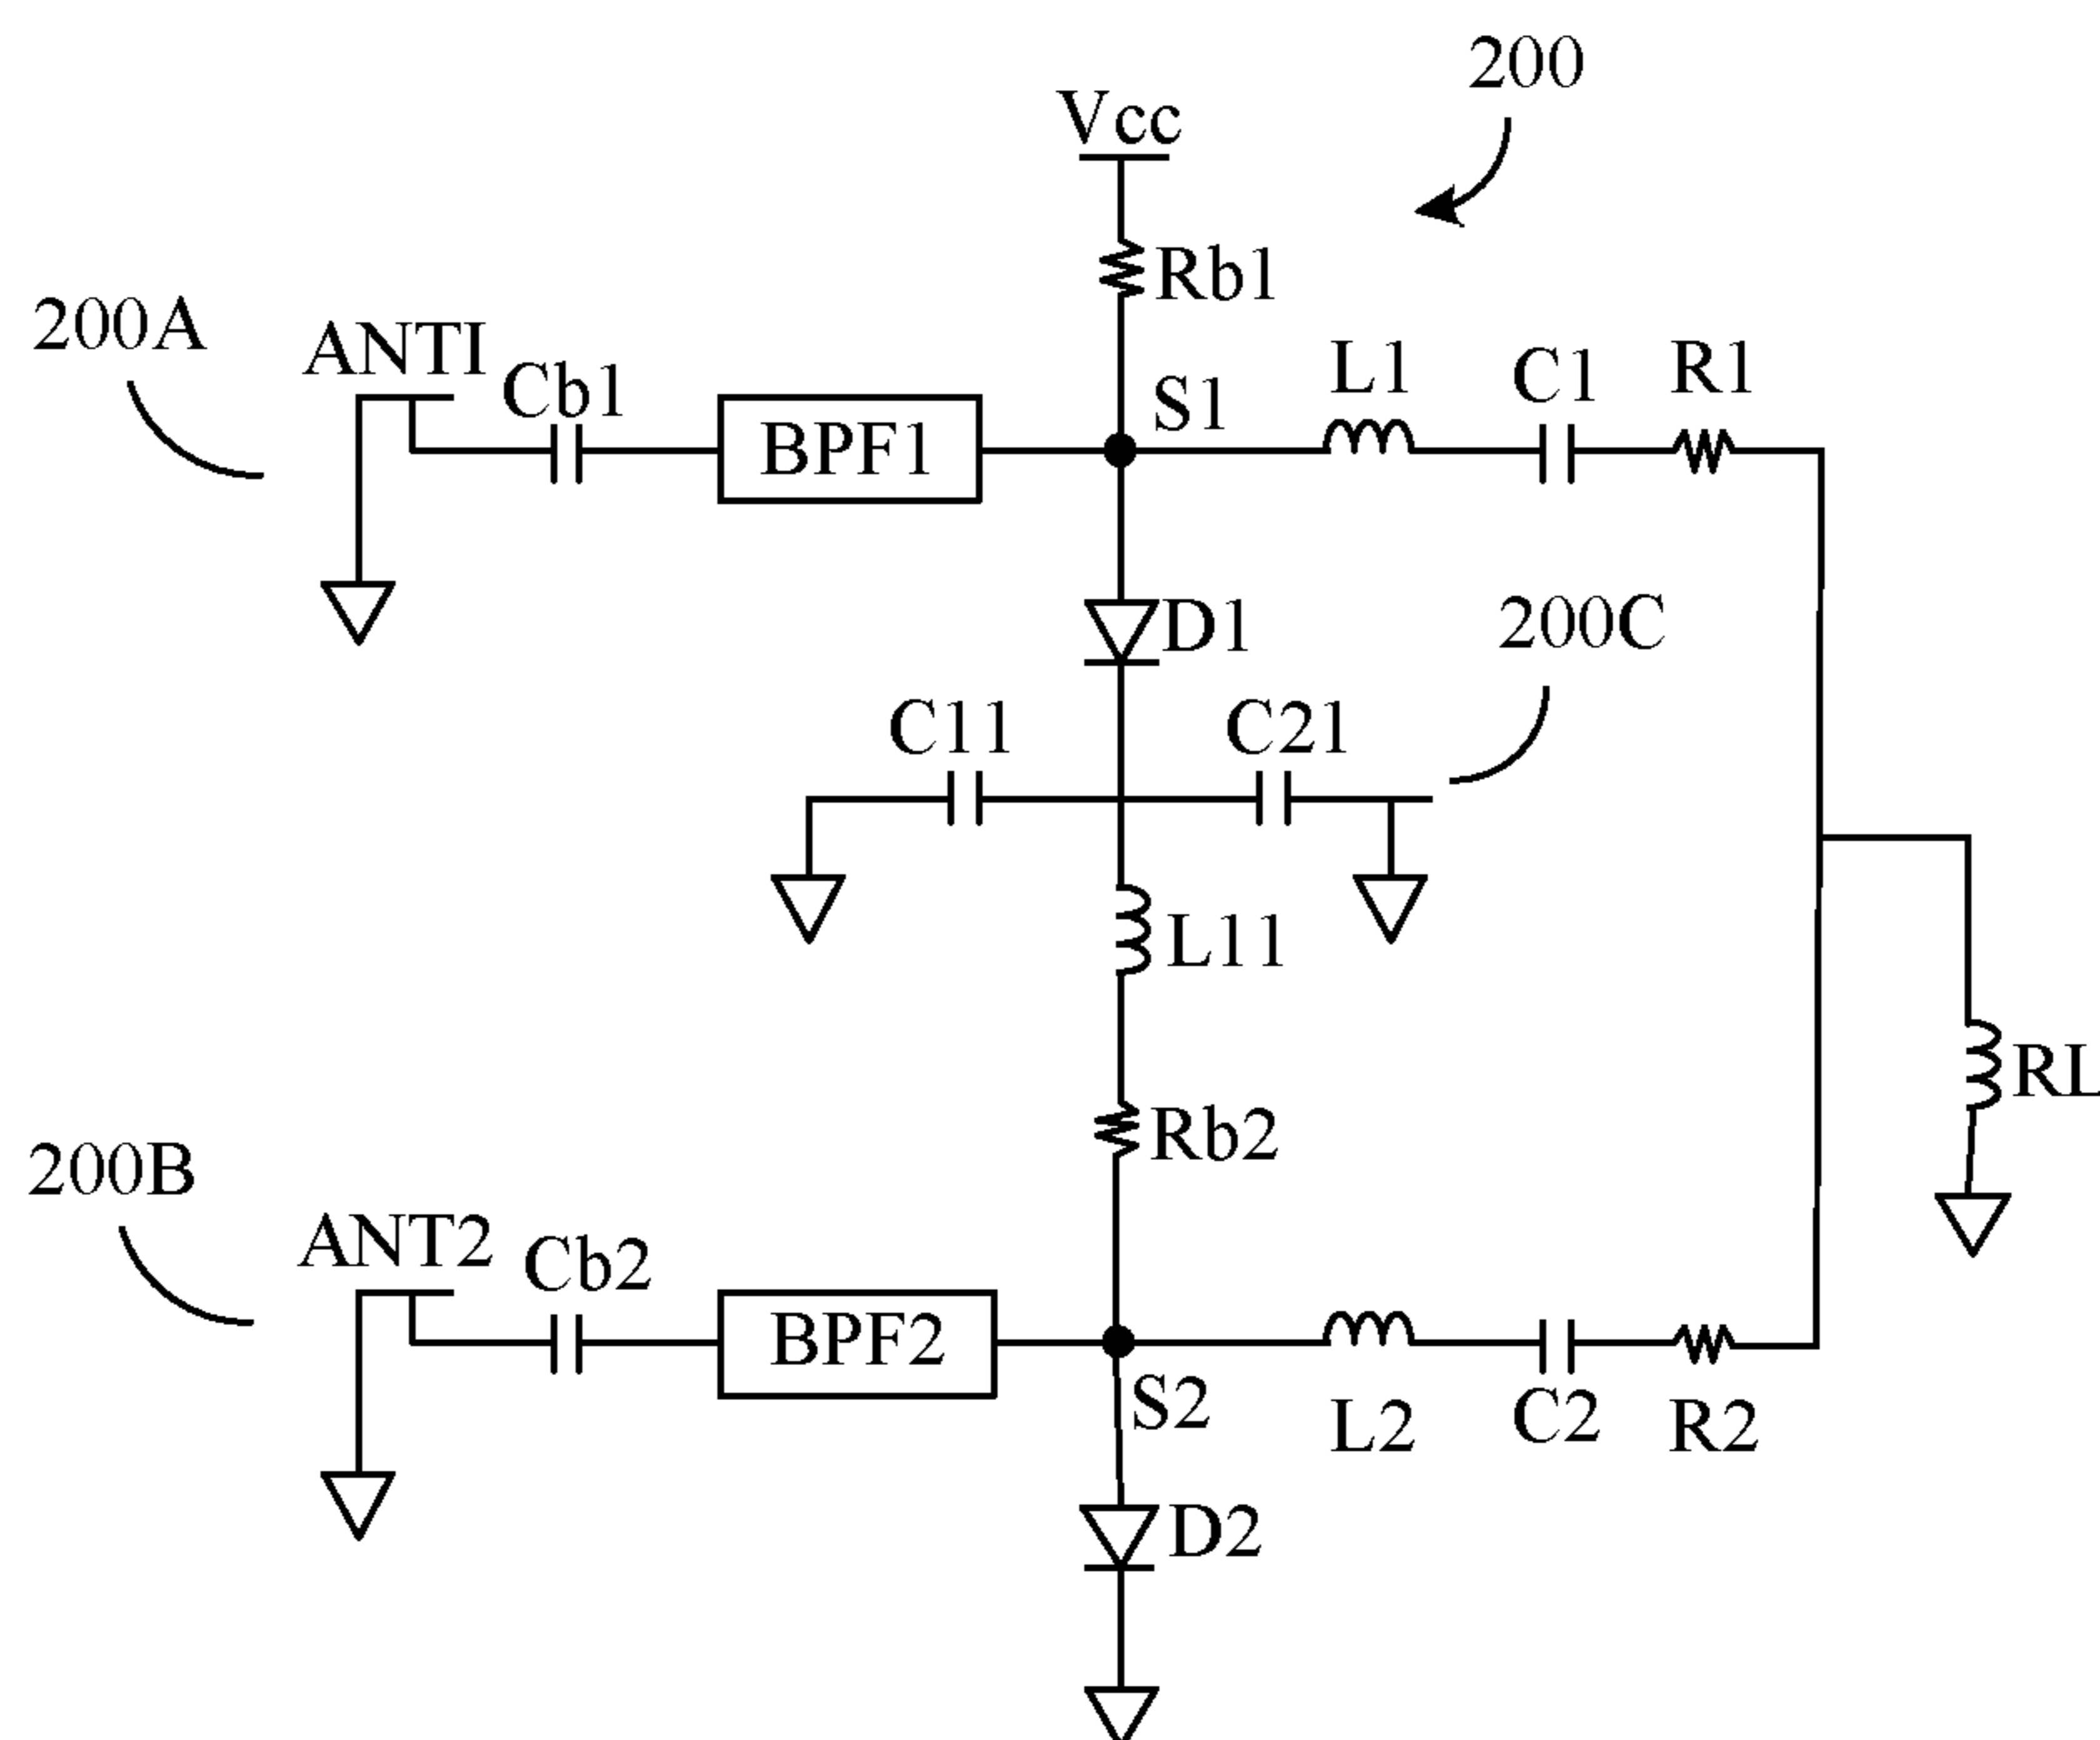 200
Vcc
Rb1
200A
ANTI
Cb1
BPF1
S1
L1
C1
R1
D1
200C
C11
C21
L11
RL
Rb2
200B
ANT2
Cb2
BPF2
S2
L2
C2
R2
D2